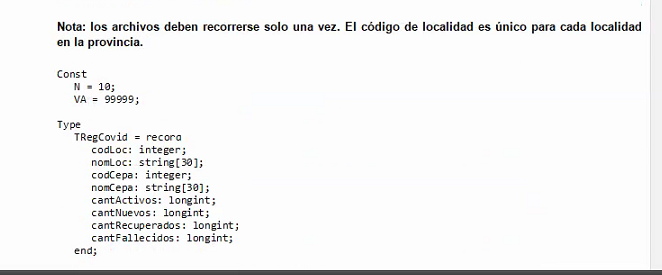 Nota: los archivos deben recorrerse solo una vez. El código de localidad es único para cada localidad
en la provincia.
Const
N = 10;
VA = 99999;
Type
TRegCovid = record
codLoc: integer;
nomLoc: string[30];
codCepa: integer;
nomCepa: string[30];
cantActivos: longint;
cantNuevos: longint;
cantRecuperados: longint;
cantFallecidos: longint;
end;